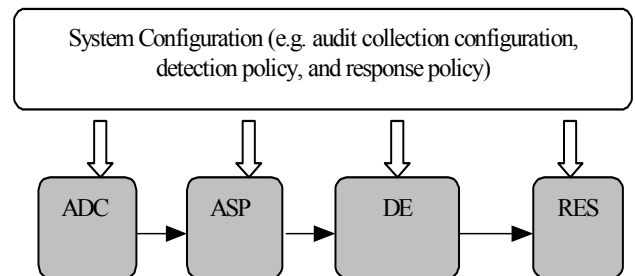 System Configuration (e.g. audit collection configuration,
detection policy, and response policy)
ADC
ASP
DE
RES